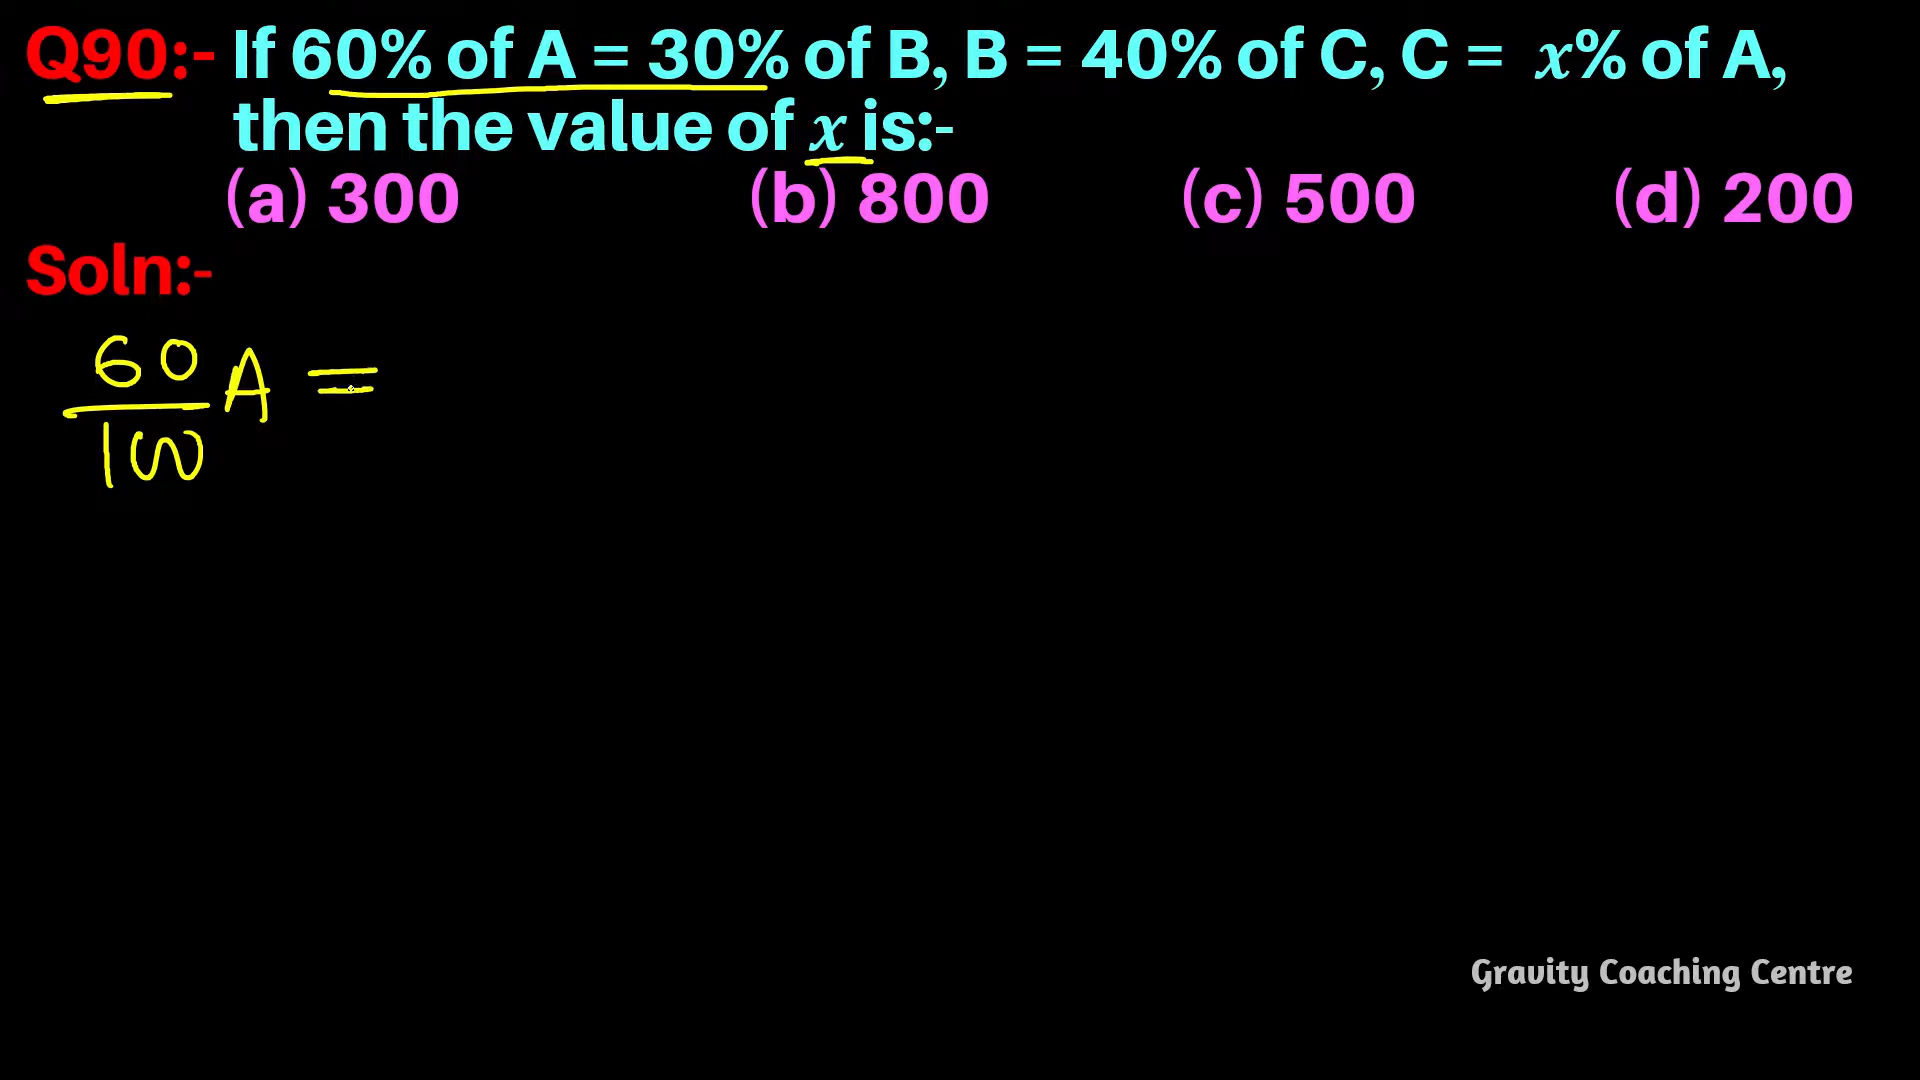 Q90:- If 60% of A = 30% of B, B = 40% of C, C = x% of A,
then the value of x is:-
(a) 300 (b) 800 (c) 500 (d) 200
Soln:-
60/100 A =
Gravity Coaching Centre